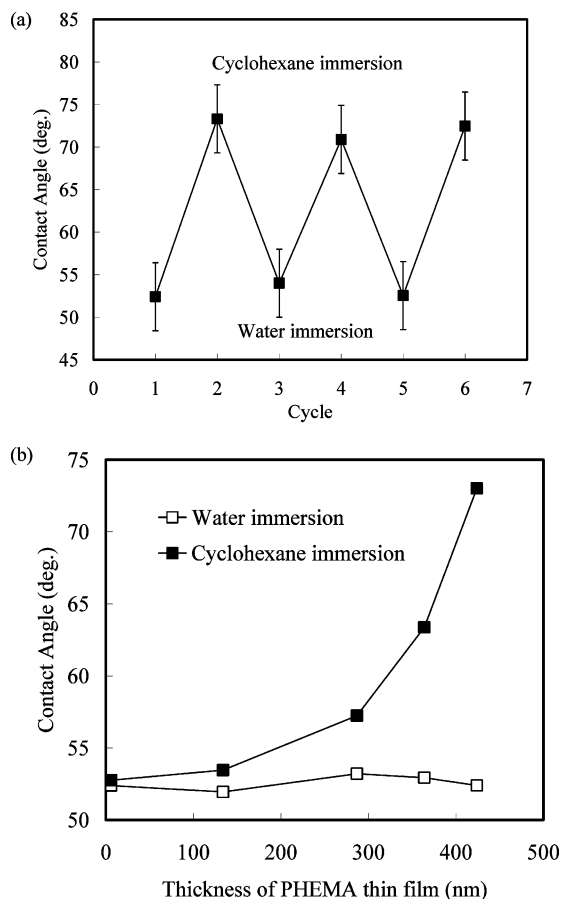 (a)
85
80
75
70
65
60
55
50
45
Contact Angle (deg.)
Cyclohexane immersion
Water immersion
0 1 2 3 4 5 6 7
Cycle
(b)
75
70
65
60
55
50
Contact Angle (deg.)
Water immersion
Cyclohexane immersion
0 100 200 300 400 500
Thickness of PHEMA thin film (nm)